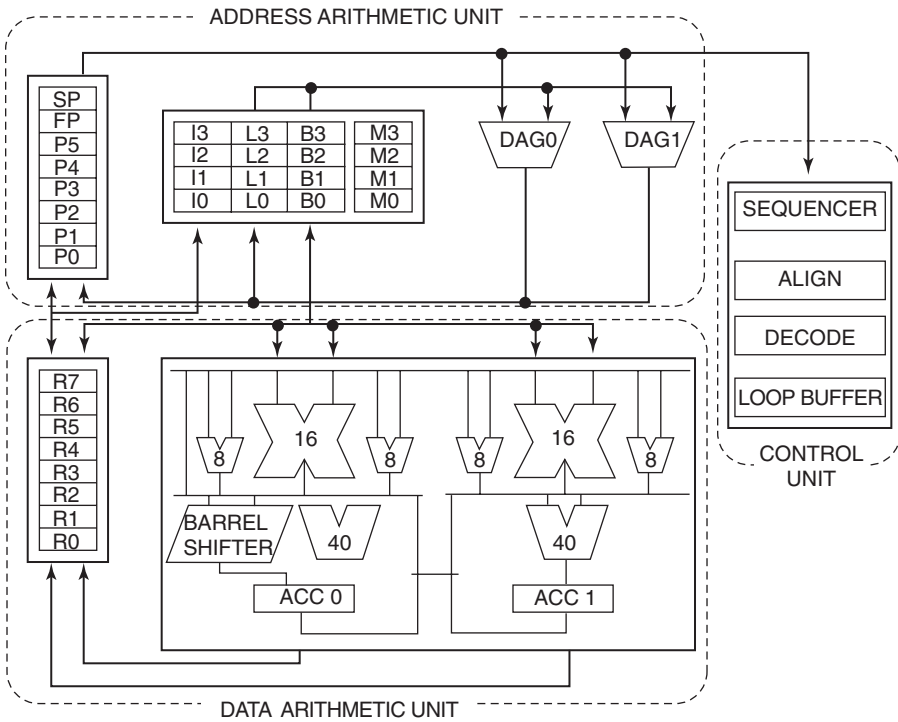 ADDRESS ARITHMETIC UNIT
SP
FP
P5
P4
P3
P2
P1
P0
I3 L3 B3 M3
I2 L2 B2 M2
I1 L1 B1 M1
I0 L0 B0 M0
DAG0 DAG1
SEQUENCER
ALIGN
DECODE
LOOP BUFFER
CONTROL
UNIT
R7
R6
R5
R4
R3
R2
R1
R0
16 16
8 8 8 8
BARREL
SHIFTER
40 40
ACC 0 ACC 1
DATA ARITHMETIC UNIT